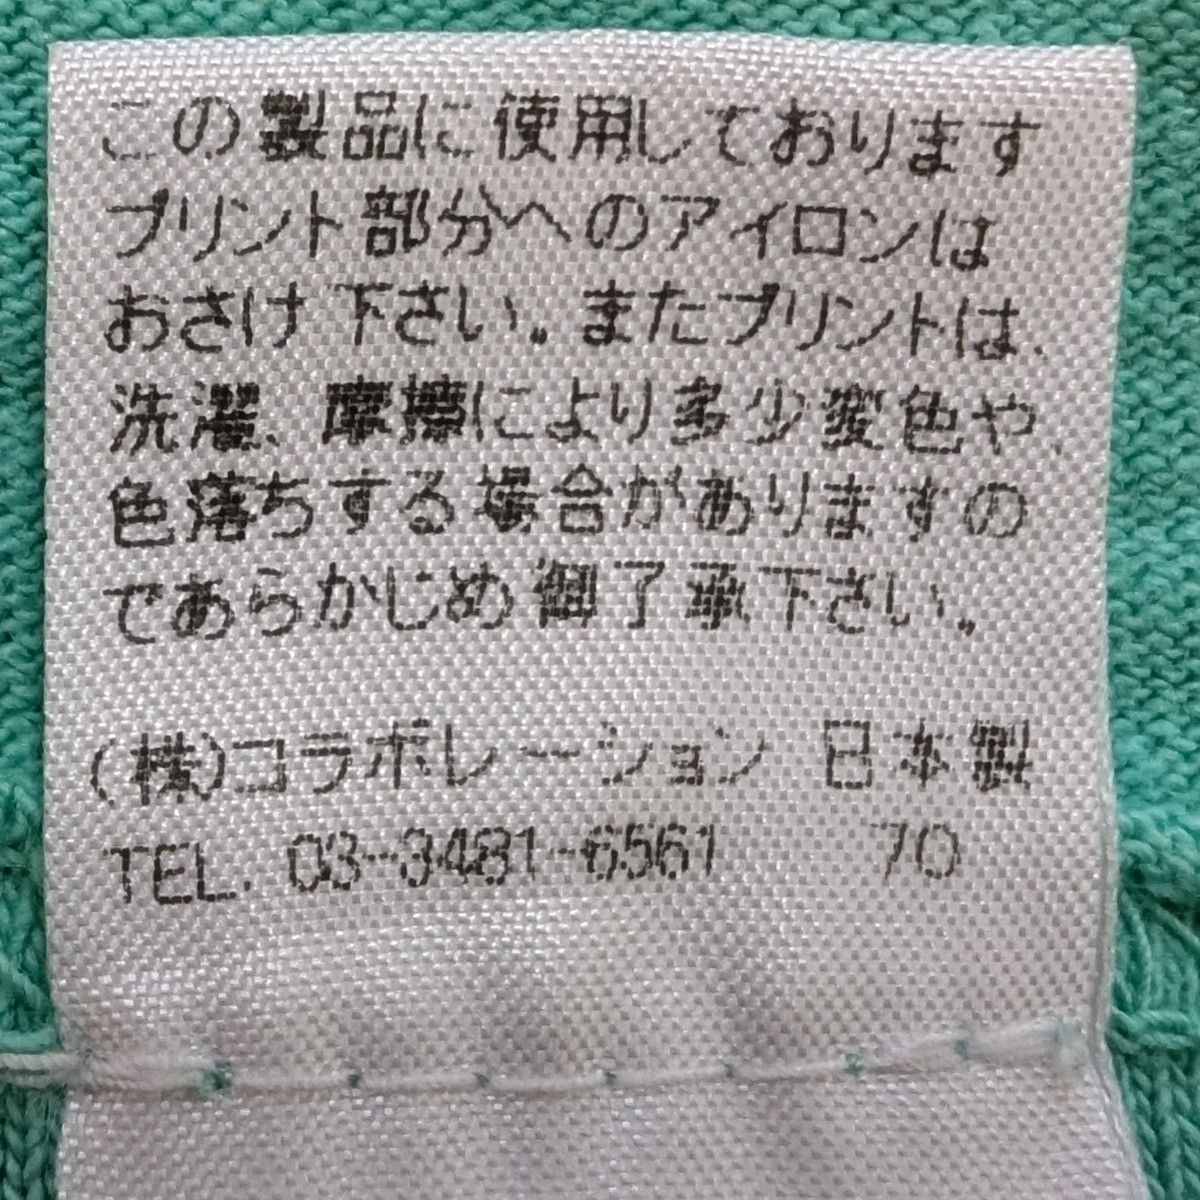 この製品に使用しております
プリント部分へのアイロンは
おさけ下さい。またプリントは、
洗濯、摩擦により多少変色や、
色落ちする場合がありますの
であらかじめ御了承下さい。
(株)コラボレーション 日本製
TEL. 03-3481-6561 70